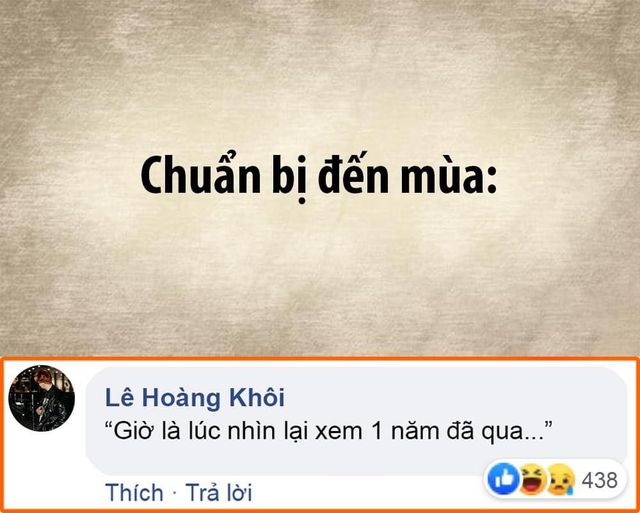 Chuẩn bị đến mùa:
Lê Hoàng Khôi
“Giờ là lúc nhìn lại xem 1 năm đã qua...”
438
Thích · Trả lời